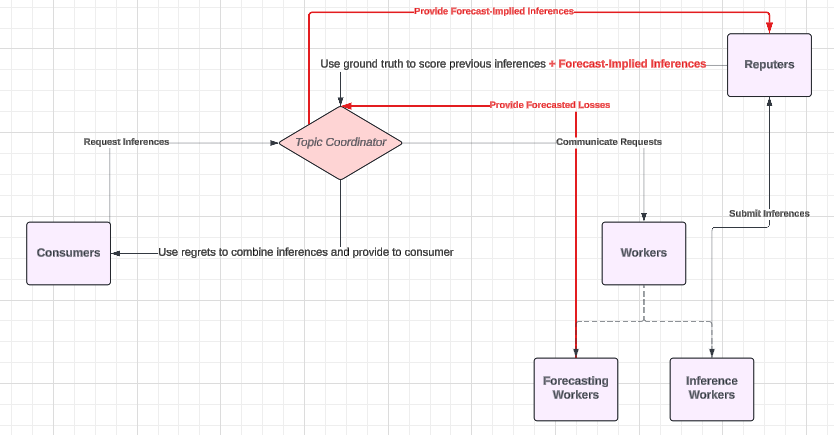 Provide Forecast-Implied Inferences
Use ground truth to score previous inferences + Forecast-Implied Inferences
Reputers
Provide Forecasted Losses
Request Inferences
Topic Coordinator
Communicate Requests
Submit Inferences
Consumers
Use regrets to combine inferences and provide to consumer
Workers
Forecasting
Workers
Inference
Workers